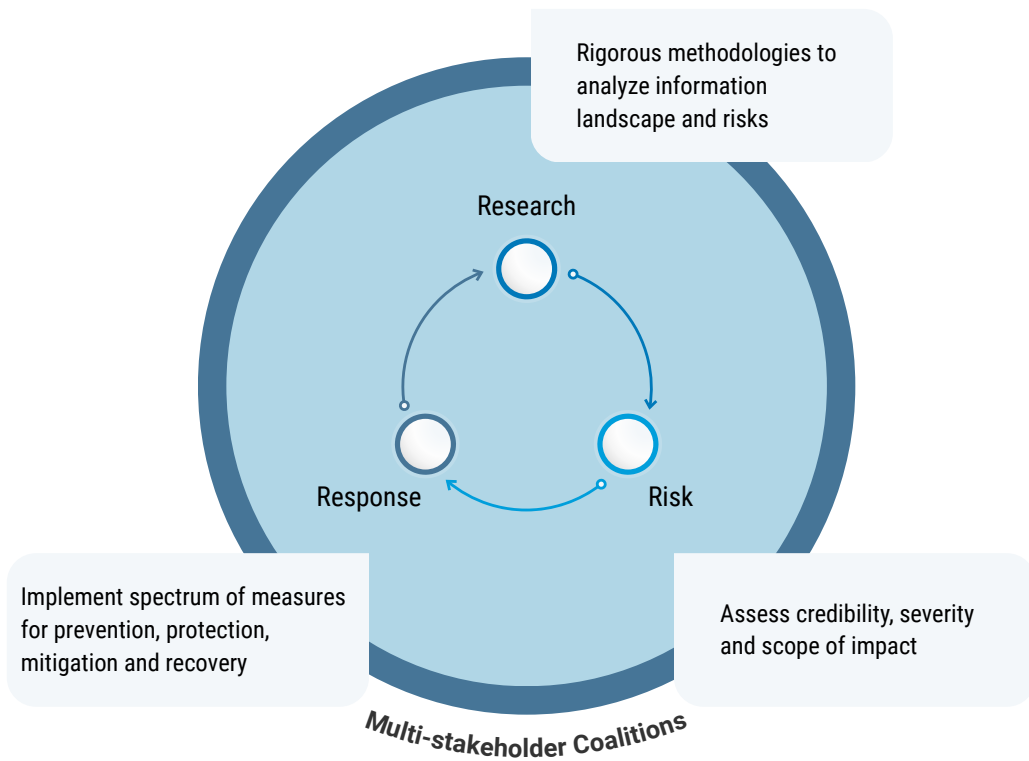 Rigorous methodologies to
analyze information
landscape and risks
Research
Response
Risk
Implement spectrum of measures
for prevention, protection,
mitigation and recovery
Assess credibility, severity
and scope of impact
Multi-stakeholder Coalitions